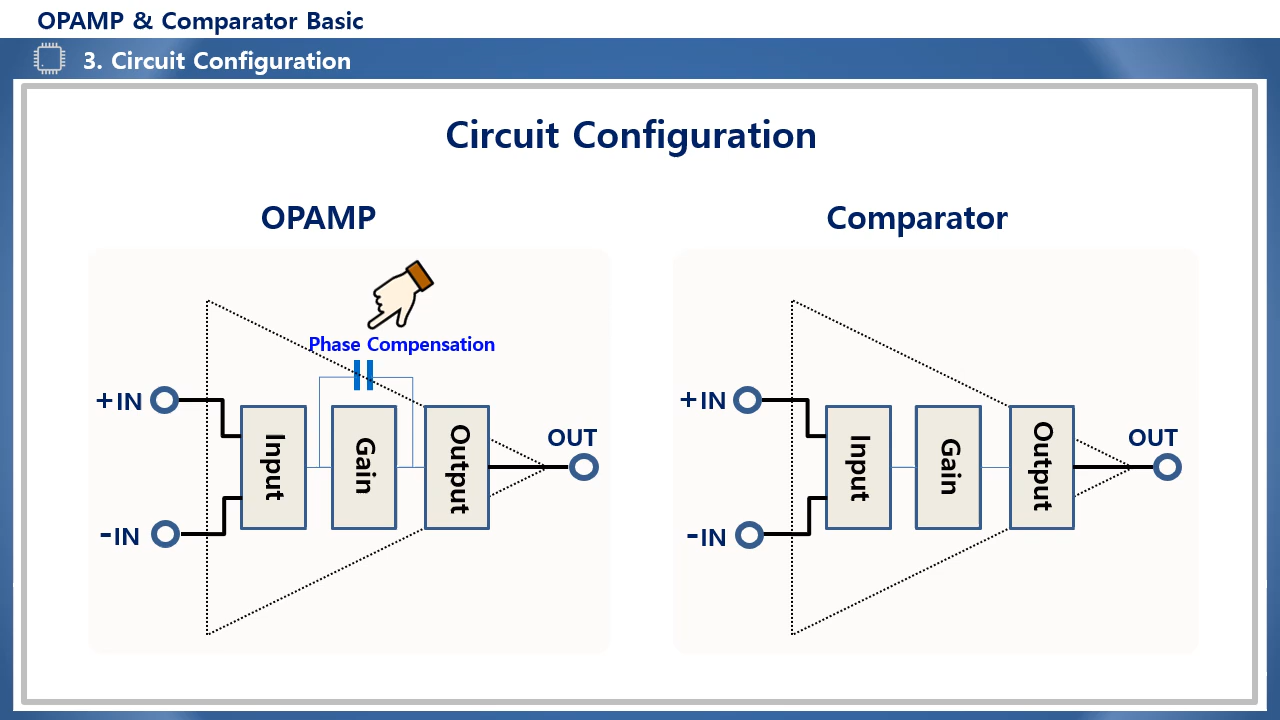 OPAMP & Comparator Basic
3. Circuit Configuration
Circuit Configuration
OPAMP
Phase Compensation
+IN
-IN
Input
Gain
Output
OUT
Comparator
+IN
-IN
Input
Gain
Output
OUT